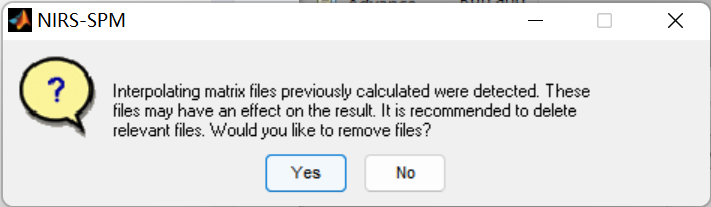 NIRS-SPM
Interpolating matrix files previously calculated were detected. These
files may have an effect on the result. It is recommended to delete
relevant files. Would you like to remove files?
Yes No